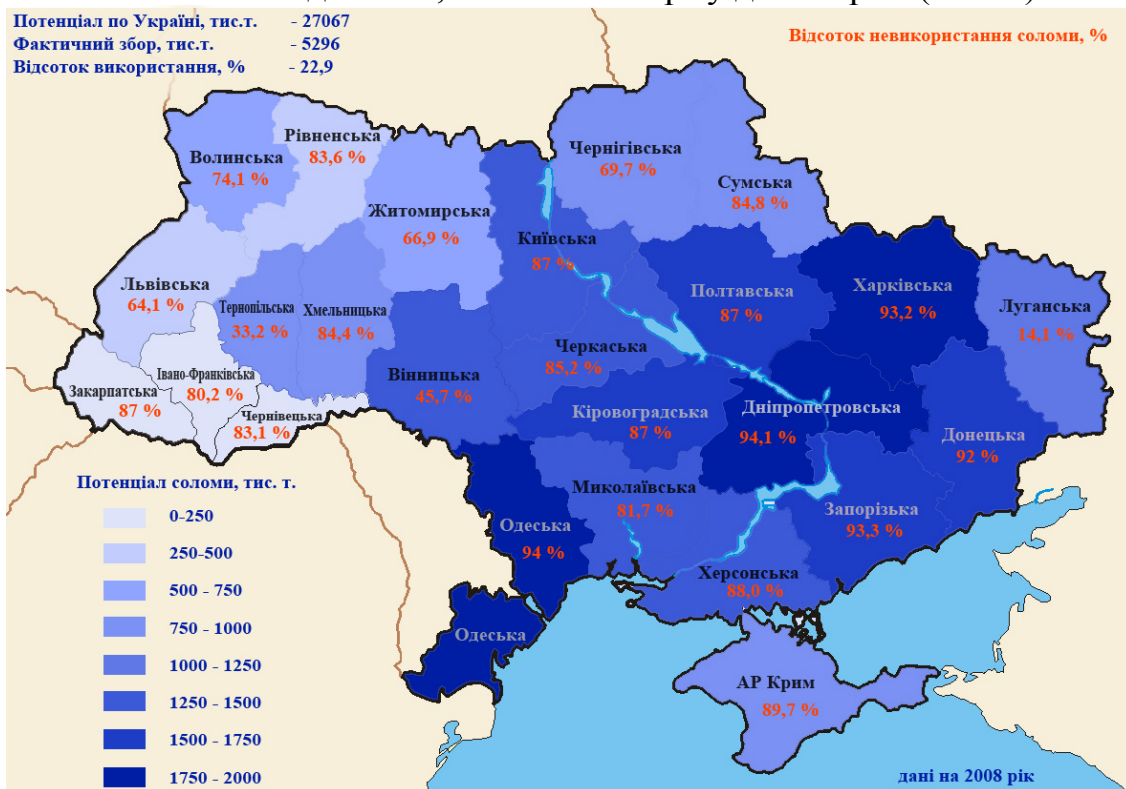 Потенціал по Україні, тис.т. - 27067
Фактичний збор, тис.т. - 5296
Відсоток використання, % - 22,9
Відсоток невикористання соломи, %
Рівненська
83,6 %
Волинська
74,1 %
Житомирська
66,9 %
Чернігівська
69,7 %
Сумська
84,8 %
Київська
87 %
Львівська
64,1 %
Тернопільська
33,2 %
Хмельницька
84,4 %
Полтавська
87 %
Харківська
93,2 %
Луганська
14,1 %
Закарпатська
87 %
Івано-Франківська
80,2 %
Чернівецька
83,1 %
Вінницька
45,7 %
Черкаська
85,2 %
Кіровоградська
87 %
Дніпропетровська
94,1 %
Донецька
92 %
Миколаївська
81,7 %
Запорізька
93,3 %
Одеська
94 %
Херсонська
88,0 %
Одеська
АР Крим
89,7 %
Потенціал соломи, тис. т.
0-250
250-500
500 - 750
750 - 1000
1000 - 1250
1250 - 1500
1500 - 1750
1750 - 2000
дані на 2008 рік